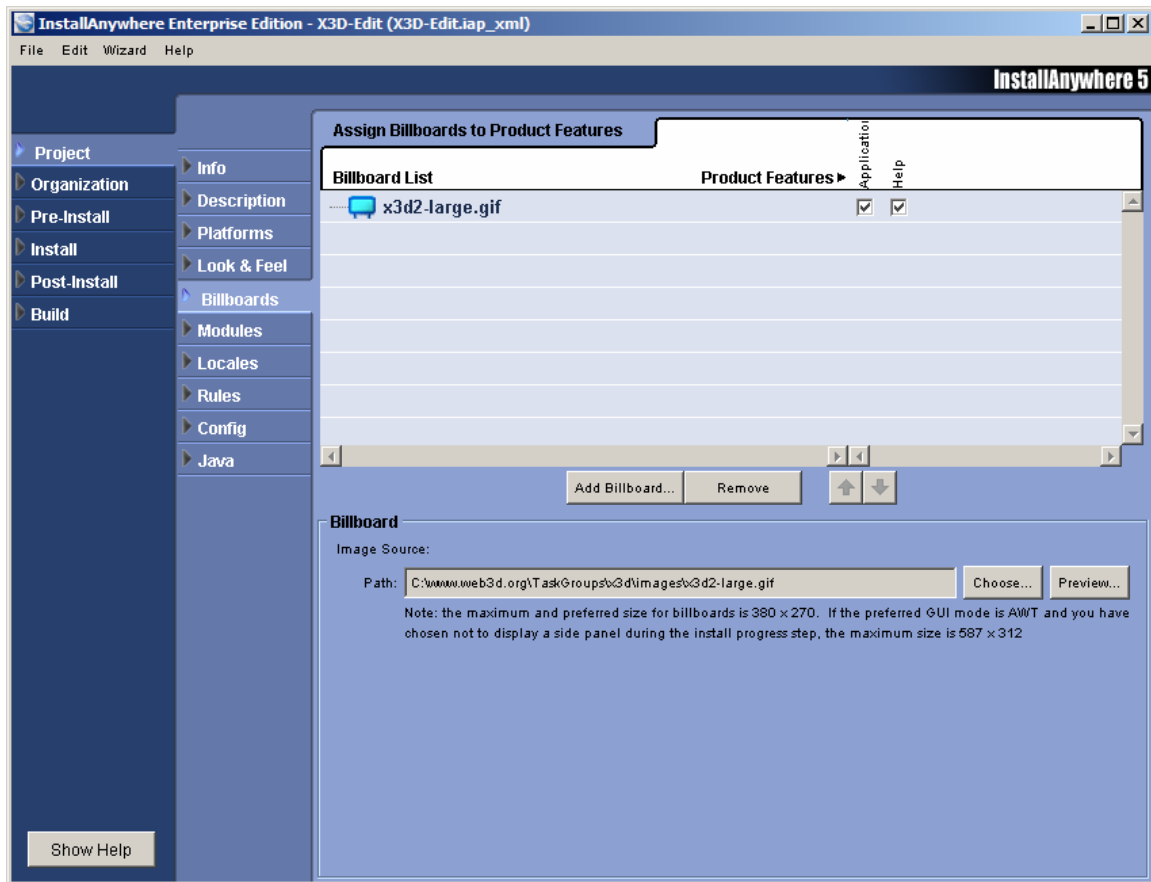 InstallAnywhere Enterprise Edition - X3D-Edit (X3D-Edit.iap_xml)
File Edit Wizard Help
InstallAnywhere 5
Project
Organization
Pre-Install
Install
Post-Install
Build
Show Help
Info
Description
Platforms
Look & Feel
Billboards
Modules
Locales
Rules
Config
Java
Assign Billboards to Product Features
Billboard List Product Features Application Help
x3d2-large.gif
Add Billboard... Remove
Billboard
Image Source:
Path: C:\www.web3d.org\TaskGroups\x3d\images\x3d2-large.gif Choose... Preview...
Note: the maximum and preferred size for billboards is 380 x 270. If the preferred GUI mode is AWT and you have
chosen not to display a side panel during the install progress step, the maximum size is 587 x 312